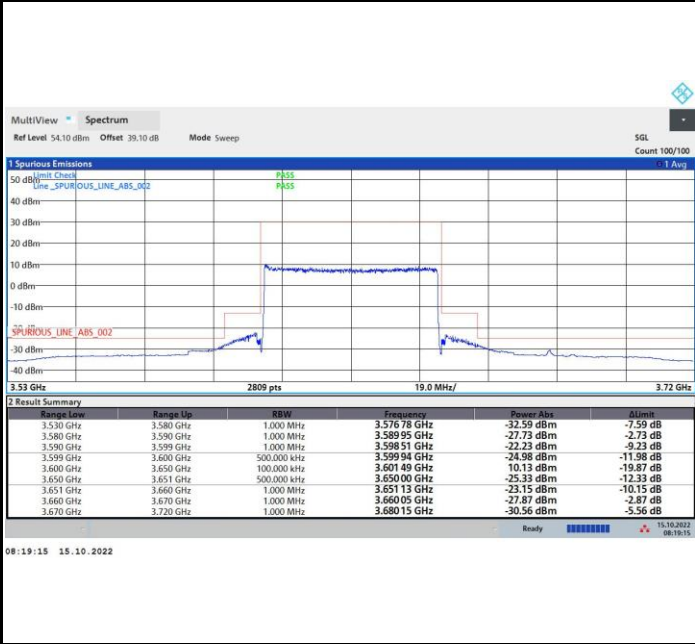 MultiView Spectrum
Ref Level 54.10 dBm Offset 39.10 dB Mode Sweep SGL
Count 100/100
1 Spurious Emissions 1 Avg
Limit Check PASS
50 dBm
Line _SPURIOUS_LINE_ABS_002 PASS
40 dBm
30 dBm
20 dBm
10 dBm
0 dBm
-10 dBm
-20 dBm
SPURIOUS_LINE_ABS_002
-30 dBm
-40 dBm
3.53 GHz 2809 pts 19.0 MHz/ 3.72 GHz
2 Result Summary
Range Low Range Up RBW Frequency Power Abs ΔLimit
3.530 GHz 3.580 GHz 1.000 MHz 3.576 78 GHz -32.59 dBm -7.59 dB
3.580 GHz 3.590 GHz 1.000 MHz 3.589 95 GHz -27.73 dBm -2.73 dB
3.590 GHz 3.599 GHz 1.000 MHz 3.598 51 GHz -22.23 dBm -9.23 dB
3.599 GHz 3.600 GHz 500.000 kHz 3.599 94 GHz -24.98 dBm -11.98 dB
3.600 GHz 3.650 GHz 100.000 kHz 3.601 49 GHz 10.13 dBm -19.87 dB
3.650 GHz 3.651 GHz 500.000 kHz 3.650 00 GHz -25.33 dBm -12.33 dB
3.651 GHz 3.660 GHz 1.000 MHz 3.651 13 GHz -23.15 dBm -10.15 dB
3.660 GHz 3.670 GHz 1.000 MHz 3.660 05 GHz -27.87 dBm -2.87 dB
3.670 GHz 3.720 GHz 1.000 MHz 3.680 15 GHz -30.56 dBm -5.56 dB
Ready 15.10.2022
08:19:15
08:19:15 15.10.2022